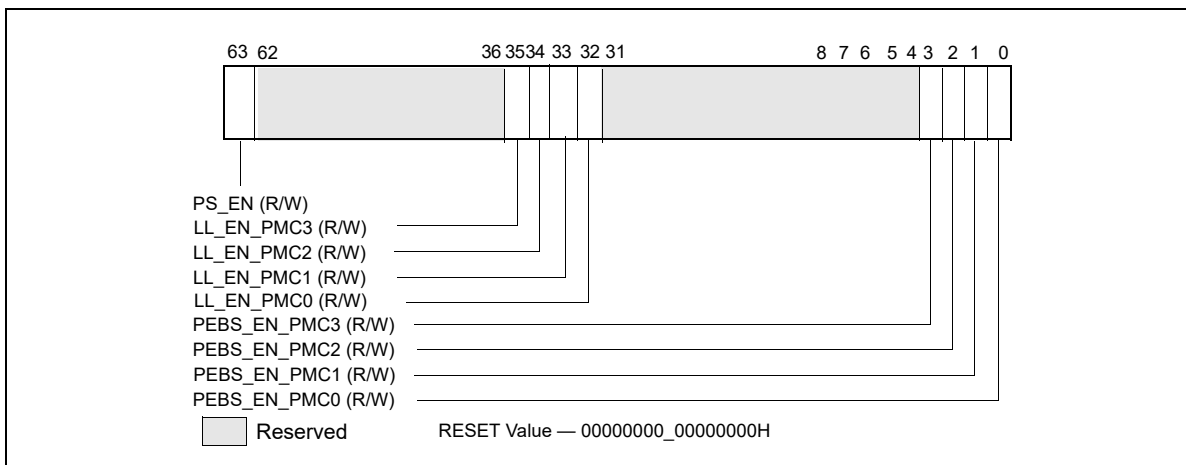 63 62 36 35 34 33 32 31 8 7 6 5 4 3 2 1 0
PS_EN (R/W)
LL_EN_PMC3 (R/W)
LL_EN_PMC2 (R/W)
LL_EN_PMC1 (R/W)
LL_EN_PMC0 (R/W)
PEBS_EN_PMC3 (R/W)
PEBS_EN_PMC2 (R/W)
PEBS_EN_PMC1 (R/W)
PEBS_EN_PMC0 (R/W)
Reserved RESET Value — 00000000_00000000H